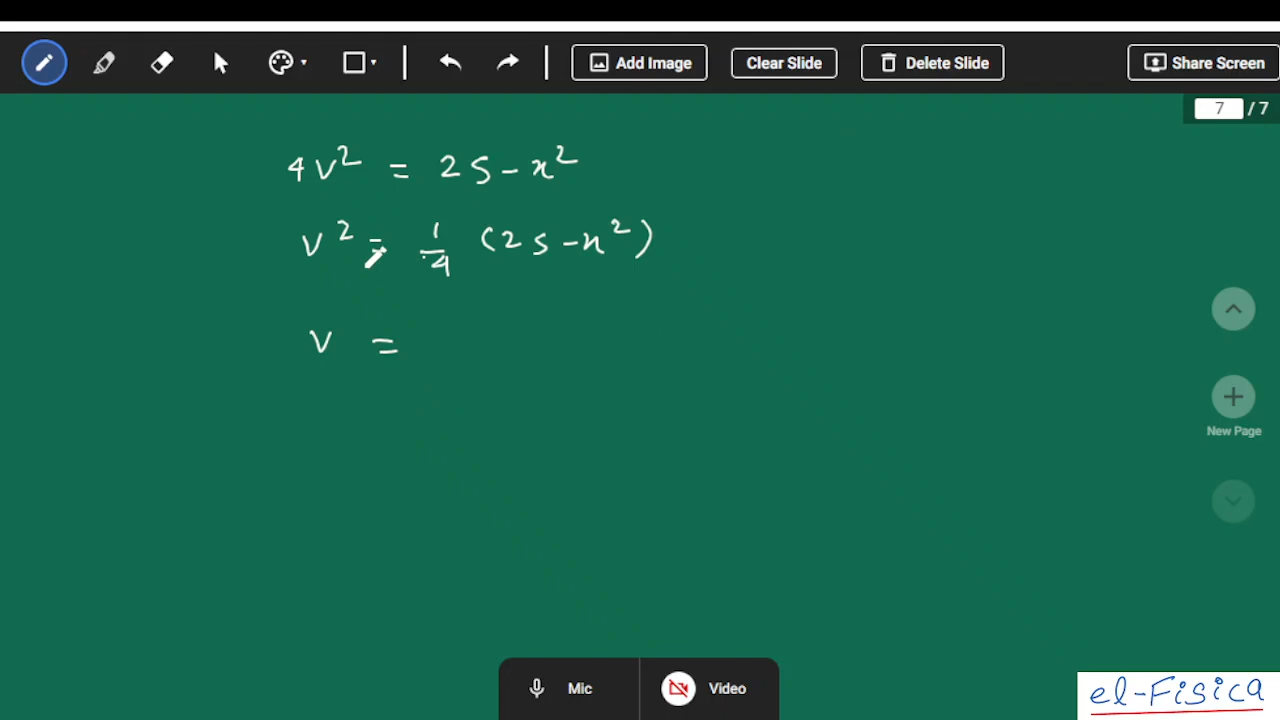 Add Image Clear Slide Delete Slide Share Screen
7 / 7
4v² = 25 - x²
v² = 1/4 (25 - x²)
v =
New Page
Mic Video
el-Fisica